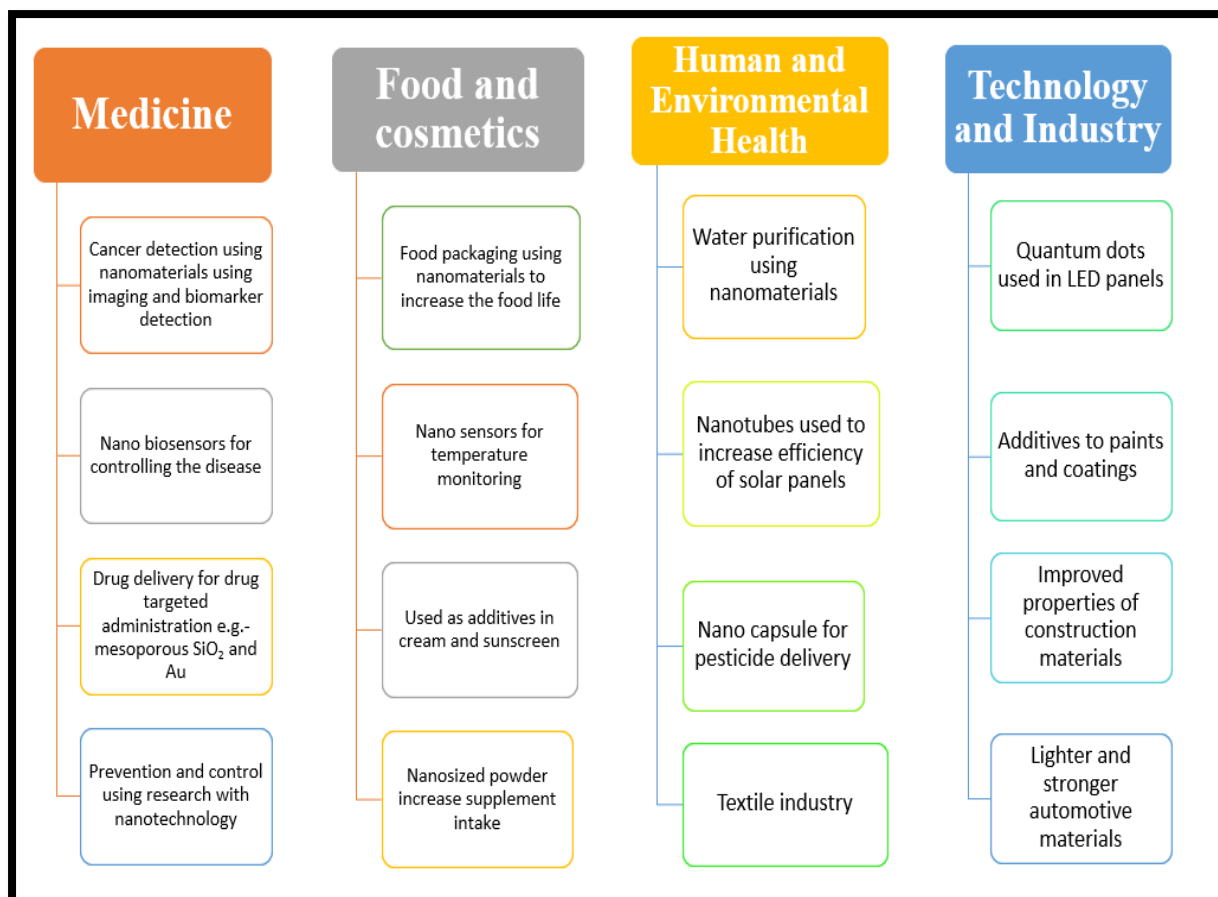 Medicine
Cancer detection using
nanomaterials using
imaging and biomarker
detection
Nano biosensors for
controlling the disease
Drug delivery for drug
targeted
administration e.g.-
mesoporous SiO₂ and
Au
Prevention and control
using research with
nanotechnology
Food and
cosmetics
Food packaging using
nanomaterials to
increase the food life
Nano sensors for
temperature
monitoring
Used as additives in
cream and sunscreen
Nanosized powder
increase supplement
intake
Human and
Environmental
Health
Water purification
using
nanomaterials
Nanotubes used to
increase efficiency
of solar panels
Nano capsule for
pesticide delivery
Textile industry
Technology
and Industry
Quantum dots
used in LED panels
Additives to paints
and coatings
Improved
properties of
construction
materials
Lighter and
stronger
automotive
materials